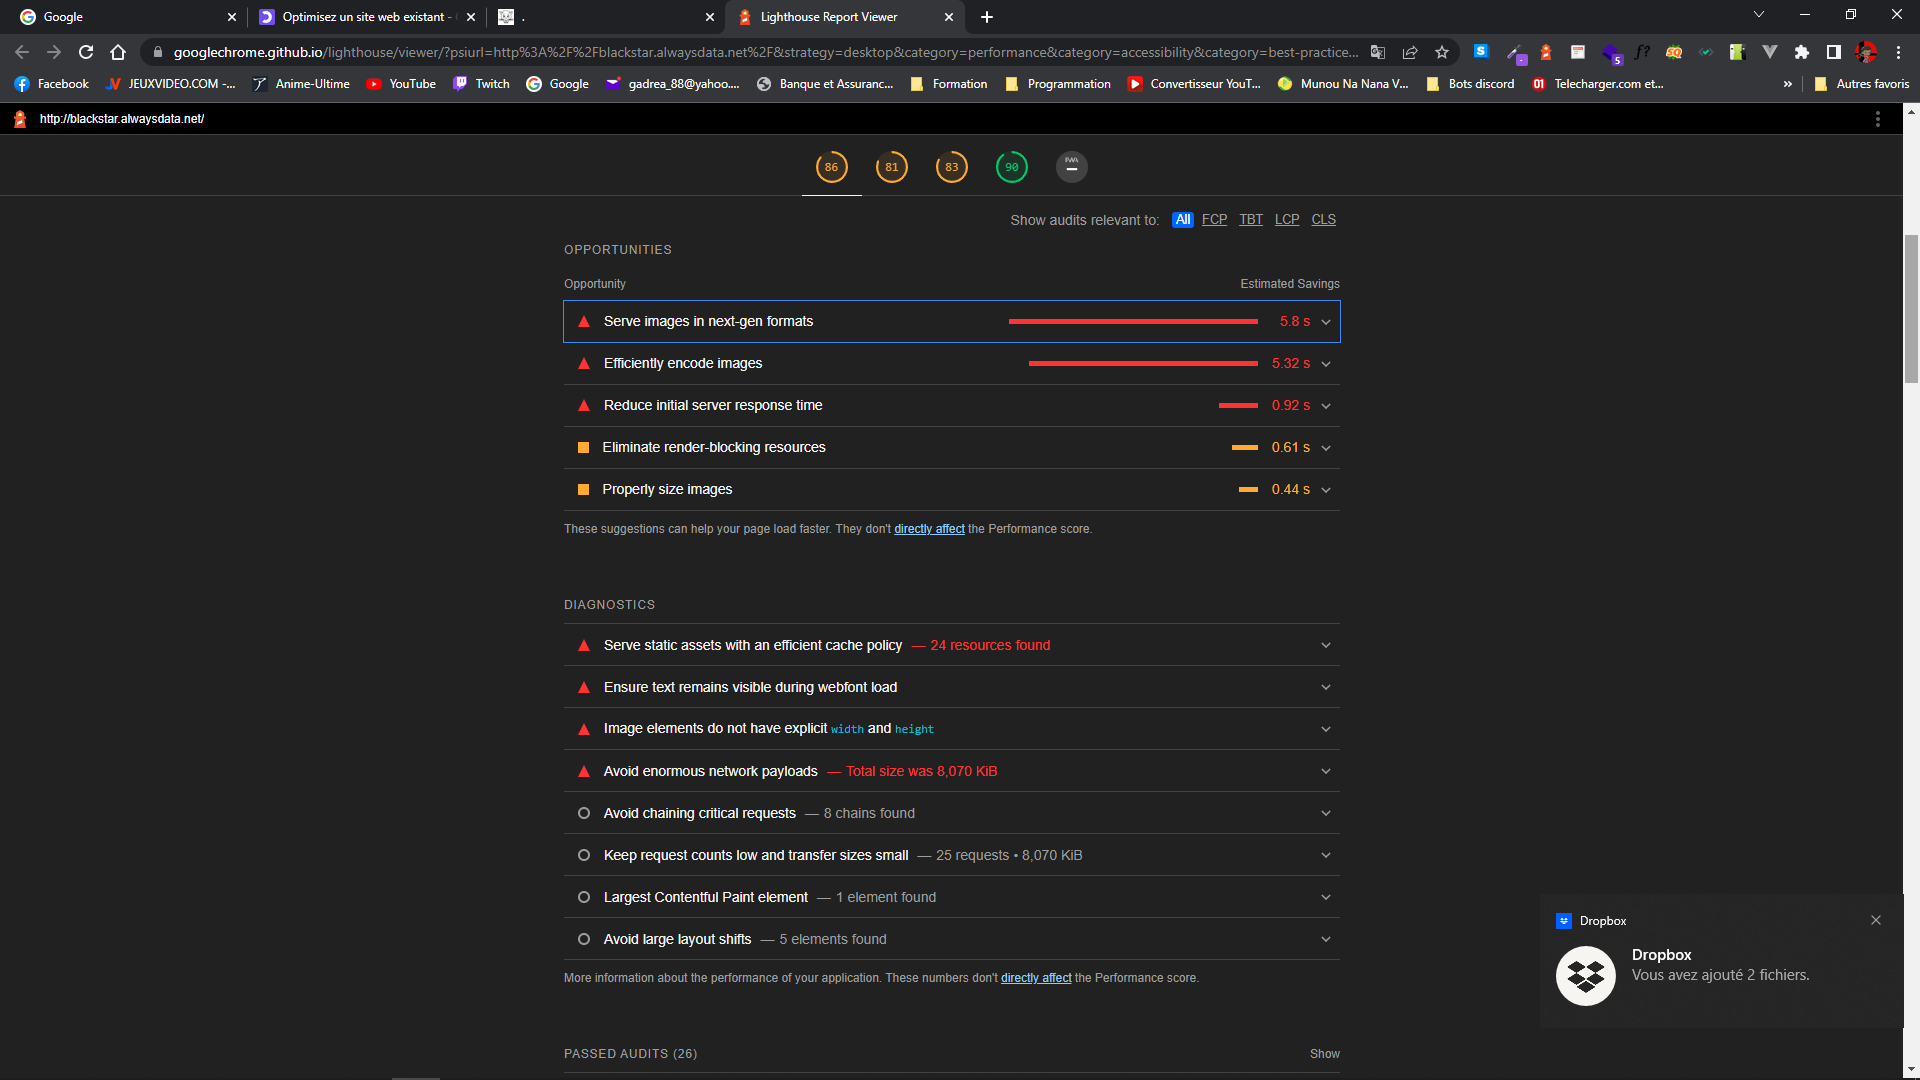 Google
Optimisez un site web existant -
.
Lighthouse Report Viewer
googlechrome.github.io/lighthouse/viewer/?psiurl=http%3A%2F%2Fblackstar.alwaysdata.net%2F&strategy=desktop&category=performance&category=accessibility&category=best-practice...
5
f?
Facebook
JEUXVIDEO.COM -...
Anime-Ultime
YouTube
Twitch
Google
gadrea_88@yahoo....
Banque et Assuranc...
Formation
Programmation
Convertisseur YouT...
Munou Na Nana V...
Bots discord
01 Telecharger.com et...
»
Autres favoris
http://blackstar.alwaysdata.net/
86
81
83
90
PWA
Show audits relevant to: All FCP TBT LCP CLS
OPPORTUNITIES
Opportunity Estimated Savings
Serve images in next-gen formats 5.8 s
Efficiently encode images 5.32 s
Reduce initial server response time 0.92 s
Eliminate render-blocking resources 0.61 s
Properly size images 0.44 s
These suggestions can help your page load faster. They don't directly affect the Performance score.
DIAGNOSTICS
Serve static assets with an efficient cache policy — 24 resources found
Ensure text remains visible during webfont load
Image elements do not have explicit width and height
Avoid enormous network payloads — Total size was 8,070 KiB
Avoid chaining critical requests — 8 chains found
Keep request counts low and transfer sizes small — 25 requests • 8,070 KiB
Largest Contentful Paint element — 1 element found
Avoid large layout shifts — 5 elements found
More information about the performance of your application. These numbers don't directly affect the Performance score.
PASSED AUDITS (26) Show
Dropbox
Dropbox
Vous avez ajouté 2 fichiers.